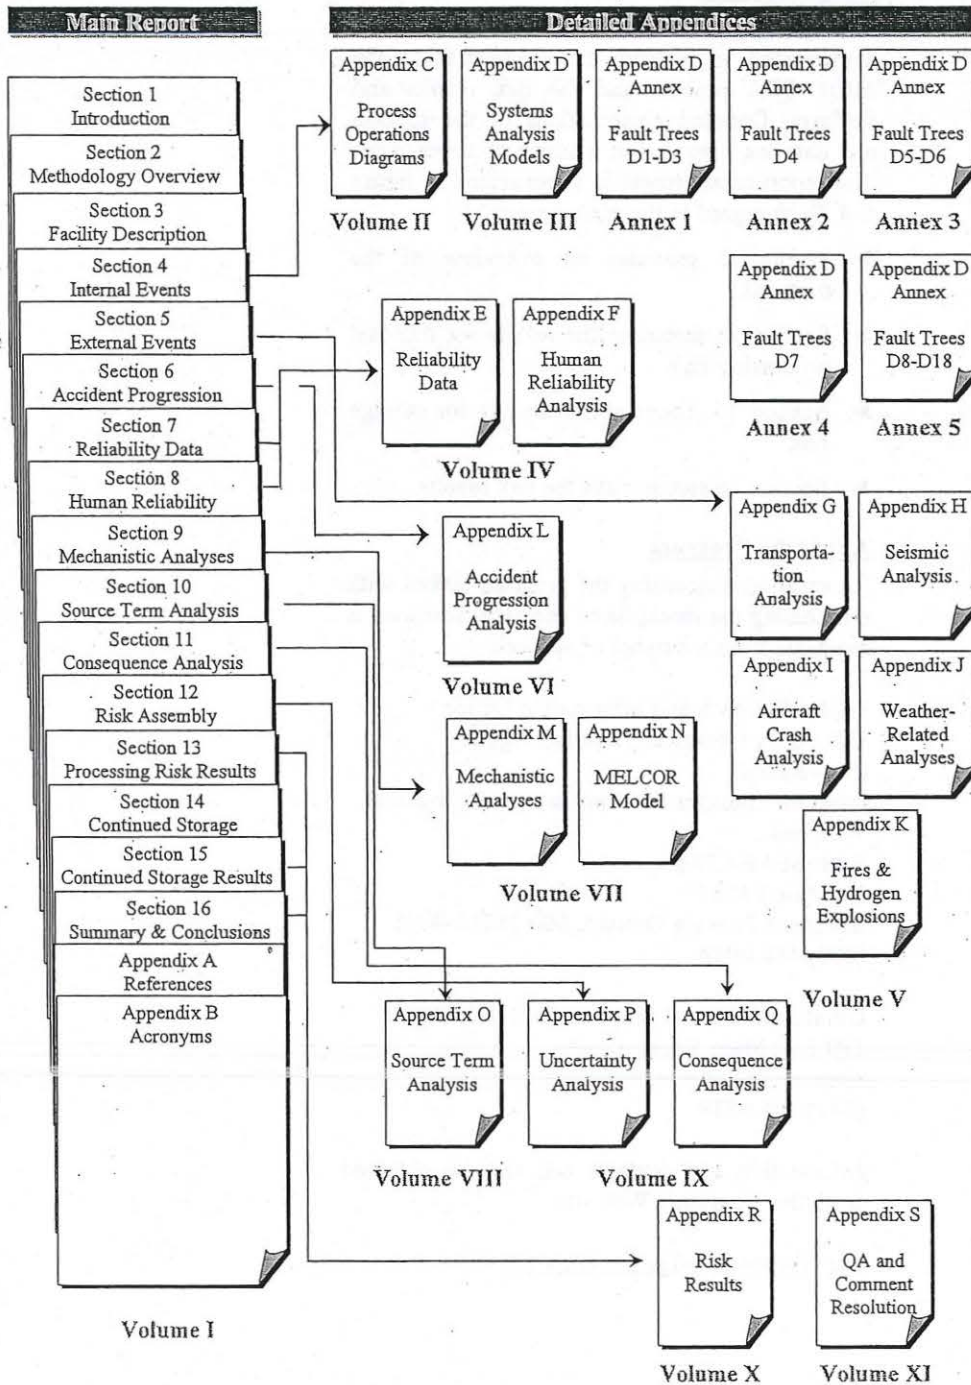 Main Report
Detailed Appendices
Section 1
Introduction
Section 2
Methodology Overview
Section 3
Facility Description
Section 4
Internal Events
Section 5
External Events
Section 6
Accident Progression
Section 7
Reliability Data
Section 8
Human Reliability
Section 9
Mechanistic Analyses
Section 10
Source Term Analysis
Section 11
Consequence Analysis
Section 12
Risk Assembly
Section 13
Processing Risk Results
Section 14
Continued Storage
Section 15
Continued Storage Results
Section 16
Summary & Conclusions
Appendix A
References
Appendix B
Acronyms
Volume I
Appendix C
Process
Operations
Diagrams
Volume II
Appendix D
Systems
Analysis
Models
Volume III
Appendix D
Annex
Fault Trees
D1-D3
Annex 1
Appendix D
Annex
Fault Trees
D4
Annex 2
Appendix D
Annex
Fault Trees
D5-D6
Annex 3
Appendix D
Annex
Fault Trees
D7
Annex 4
Appendix D
Annex
Fault Trees
D8-D18
Annex 5
Appendix E
Reliability
Data
Appendix F
Human
Reliability
Analysis
Volume IV
Appendix G
Transporta-
tion
Analysis
Appendix H
Seismic
Analysis
Appendix I
Aircraft
Crash
Analysis
Appendix J
Weather-
Related
Analyses
Appendix K
Fires &
Hydrogen
Explosions
Volume V
Appendix L
Accident
Progression
Analysis
Volume VI
Appendix M
Mechanistic
Analyses
Appendix N
MELCOR
Model
Volume VII
Appendix O
Source Term
Analysis
Volume VIII
Appendix P
Uncertainty
Analysis
Appendix Q
Consequence
Analysis
Volume IX
Appendix R
Risk
Results
Volume X
Appendix S
QA and
Comment
Resolution
Volume XI